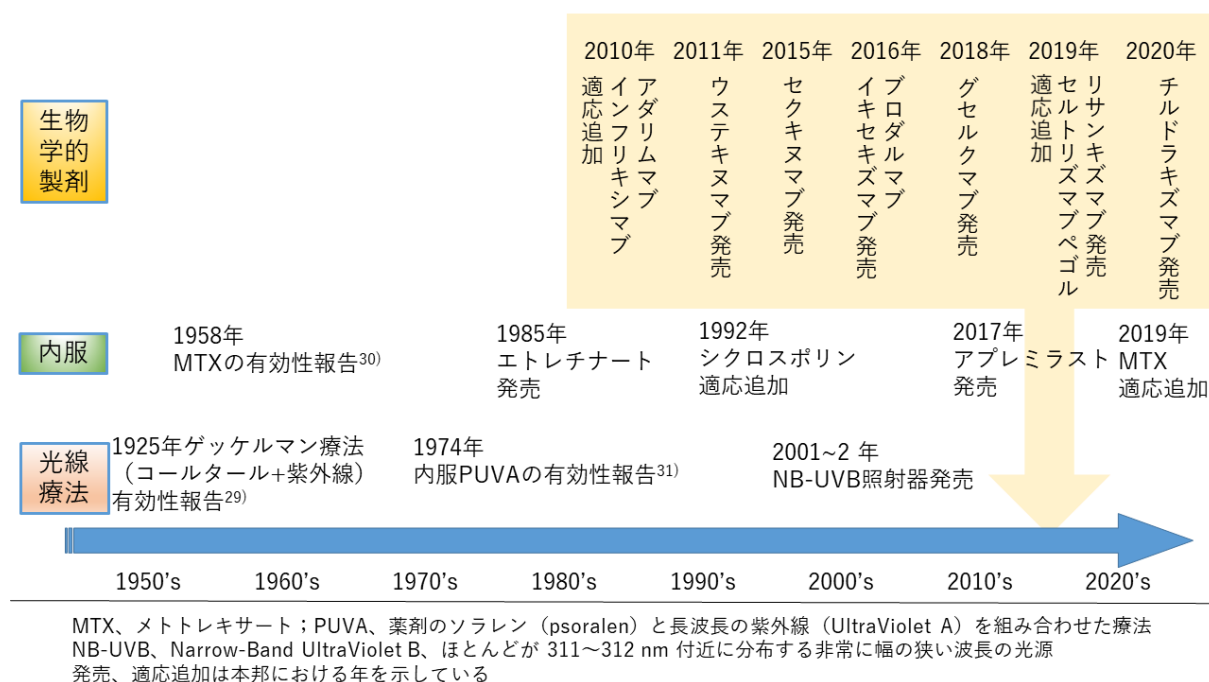 2010年
アダリムマブ
インフリキシマブ
適応追加
2011年
ウステキヌマブ発売
2015年
セクキヌマブ発売
2016年
ブロダルマブ
イキセキズマブ発売
2018年
グセルクマブ発売
2019年
リサンキズマブ発売
セルトリズマブペゴル
適応追加
2020年
チルドラキズマブ発売
生物
学的
製剤
内服
1958年
MTXの有効性報告30)
1985年
エトレチナート
発売
1992年
シクロスポリン
適応追加
2017年
アプレミラスト
発売
2019年
MTX
適応追加
光線
療法
1925年ゲッケルマン療法
(コールタール+紫外線)
有効性報告29)
1974年
内服PUVAの有効性報告31)
2001~2 年
NB-UVB照射器発売
1950's
1960's
1970's
1980's
1990's
2000's
2010's
2020's
MTX、メトトレキサート;PUVA、薬剤のソラレン(psoralen)と長波長の紫外線(UltraViolet A)を組み合わせた療法
NB-UVB、Narrow-Band UltraViolet B、ほとんどが 311～312 nm 付近に分布する非常に幅の狭い波長の光源
発売、適応追加は本邦における年を示している